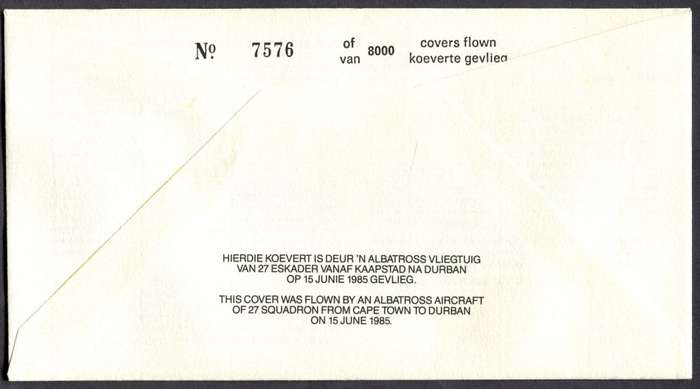 No. 7576 of 8000 covers flown
van koeverte gevlieg
HIERDIE KOEVERT IS DEUR 'N ALBATROSS VLIEGTUIG
VAN 27 ESKADER VANAF KAAPSTAD NA DURBAN
OP 15 JUNIE 1985 GEVLIEG.
THIS COVER WAS FLOWN BY AN ALBATROSS AIRCRAFT
OF 27 SQUADRON FROM CAPE TOWN TO DURBAN
ON 15 JUNE 1985.